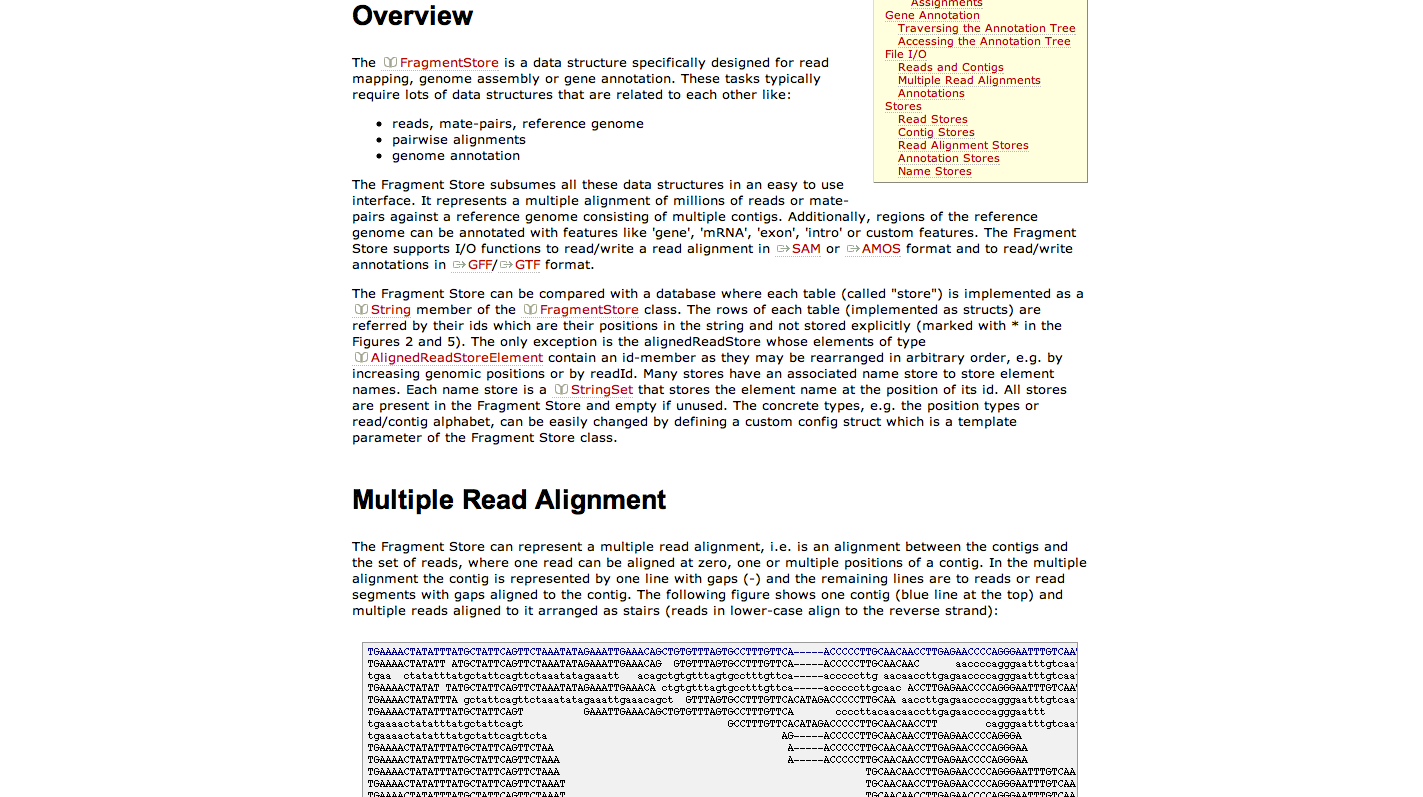 Overview
Assignments
Gene Annotation
Traversing the Annotation Tree
Accessing the Annotation Tree
File I/O
Reads and Contigs
Multiple Read Alignments
Annotations
Stores
Read Stores
Contig Stores
Read Alignment Stores
Annotation Stores
Name Stores
The FragmentStore is a data structure specifically designed for read
mapping, genome assembly or gene annotation. These tasks typically
require lots of data structures that are related to each other like:
• reads, mate-pairs, reference genome
• pairwise alignments
• genome annotation
The Fragment Store subsumes all these data structures in an easy to use
interface. It represents a multiple alignment of millions of reads or mate-
pairs against a reference genome consisting of multiple contigs. Additionally, regions of the reference
genome can be annotated with features like 'gene', 'mRNA', 'exon', 'intro' or custom features. The Fragment
Store supports I/O functions to read/write a read alignment in SAM or AMOS format and to read/write
annotations in GFF/ GTF format.
The Fragment Store can be compared with a database where each table (called "store") is implemented as a
String member of the FragmentStore class. The rows of each table (implemented as structs) are
referred by their ids which are their positions in the string and not stored explicitly (marked with * in the
Figures 2 and 5). The only exception is the alignedReadStore whose elements of type
AlignedReadStoreElement contain an id-member as they may be rearranged in arbitrary order, e.g. by
increasing genomic positions or by readId. Many stores have an associated name store to store element
names. Each name store is a StringSet that stores the element name at the position of its id. All stores
are present in the Fragment Store and empty if unused. The concrete types, e.g. the position types or
read/contig alphabet, can be easily changed by defining a custom config struct which is a template
parameter of the Fragment Store class.
Multiple Read Alignment
The Fragment Store can represent a multiple read alignment, i.e. is an alignment between the contigs and
the set of reads, where one read can be aligned at zero, one or multiple positions of a contig. In the multiple
alignment the contig is represented by one line with gaps (-) and the remaining lines are to reads or read
segments with gaps aligned to the contig. The following figure shows one contig (blue line at the top) and
multiple reads aligned to it arranged as stairs (reads in lower-case align to the reverse strand):
TGAAAACTATATTTATGCTATTCAGTTCTAAATATAGAAATTGAAACAGCTGTGTTTAGTGCCTTTGTTCA-----ACCCCCTTGCAACAACCTTGAGAACCCCAGGGAATTTGTCAA
TGAAAACTATATT ATGCTATTCAGTTCTAAATATAGAAATTGAAACAG GTGTTTAGTGCCTTTGTTCA-----ACCCCCTTGCAACAAC aaccccagggaatttgtcaa
tgaa ctatatttatgctattcagttctaaatatagaaatt acagctgtgtttagtgcctttgttca-----acccccttg aacaaccttgagaaccccagggaatttgtcaa
TGAAAACTATAT TATGCTATTCAGTTCTAAATATAGAAATTGAAACA ctgtgtttagtgcctttgttca-----acccccttgcaac ACCTTGAGAACCCCAGGGAATTTGTCAA
TGAAAACTATATTTA gctattcagttctaaatatagaaattgaaacagct GTTTAGTGCCTTTGTTCACATAGACCCCCTTGCAA aaccttgagaaccccagggaatttgtcaa
TGAAAACTATATTTATGCTATTCAGT GAAATTGAAACAGCTGTGTTTAGTGCCTTTGTTCA ccccttacaacaaccttgagaaccccagggaattt
tgaaaactatatttatgctattcagt GCCTTTGTTCACATAGACCCCCTTGCAACAACCTT cagggaatttgtcaa
tgaaaactatatttatgctattcagttcta AG-----ACCCCCTTGCAACAACCTTGAGAACCCCAGGGA
TGAAAACTATATTTATGCTATTCAGTTCTAA A-----ACCCCCTTGCAACAACCTTGAGAACCCCAGGGAA
TGAAAACTATATTTATGCTATTCAGTTCTAAA A-----ACCCCCTTGCAACAACCTTGAGAACCCCAGGGAA
TGAAAACTATATTTATGCTATTCAGTTCTAAA TGCAACAACCTTGAGAACCCCAGGGAATTTGTCAA
TGAAAACTATATTTATGCTATTCAGTTCTAAAT TGCAACAACCTTGAGAACCCCAGGGAATTTGTCAA
TGAAAACTATATTTATGCTATTCAGTTCTAAAT TGCAACAACCTTGAGAACCCCAGGGAATTTGTCAA